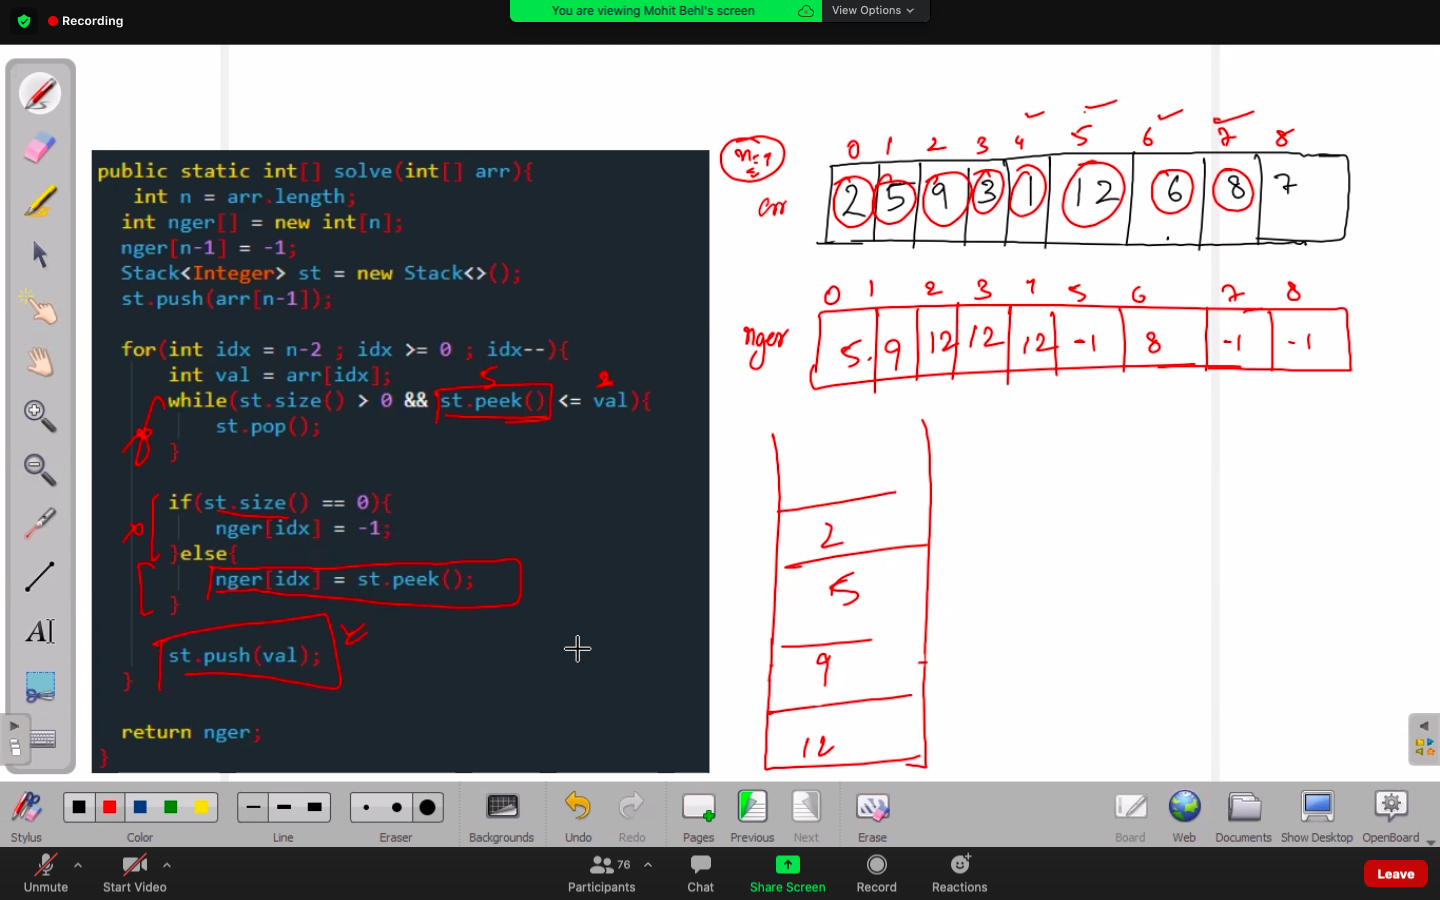 Recording
You are viewing Mohit Behl's screen
View Options
public static int[] solve(int[] arr){
int n = arr.length;
int nger[] = new int[n];
nger[n-1] = -1;
Stack<Integer> st = new Stack<>();
st.push(arr[n-1]);
for(int idx = n-2 ; idx >= 0 ; idx--){
int val = arr[idx];
5 2
while(st.size() > 0 && st.peek() <= val){
st.pop();
}
if(st.size() == 0){
nger[idx] = -1;
}else{
nger[idx] = st.peek();
}
st.push(val);
}
return nger;
}
0 1 2 3 4 5 6 7 8
arr 2 5 9 3 1 12 6 8 7
0 1 2 3 4 5 6 7 8
nger 5 9 12 12 12 -1 8 -1 -1
2
5
9
12
A
Stylus
Color
Line
Eraser
Backgrounds
Undo
Redo
Pages
Previous
Next
Erase
Board
Web
Documents
Show Desktop
OpenBoard
Unmute
Start Video
76
Participants
Chat
Share Screen
Record
Reactions
Leave